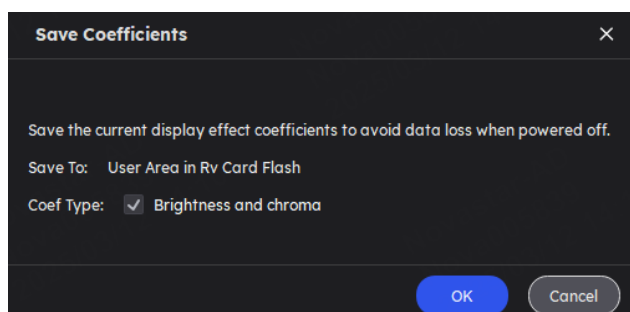 Save Coefficients
Save the current display effect coefficients to avoid data loss when powered off.
Save To: User Area in Rv Card Flash
Coef Type: Brightness and chroma
OK Cancel